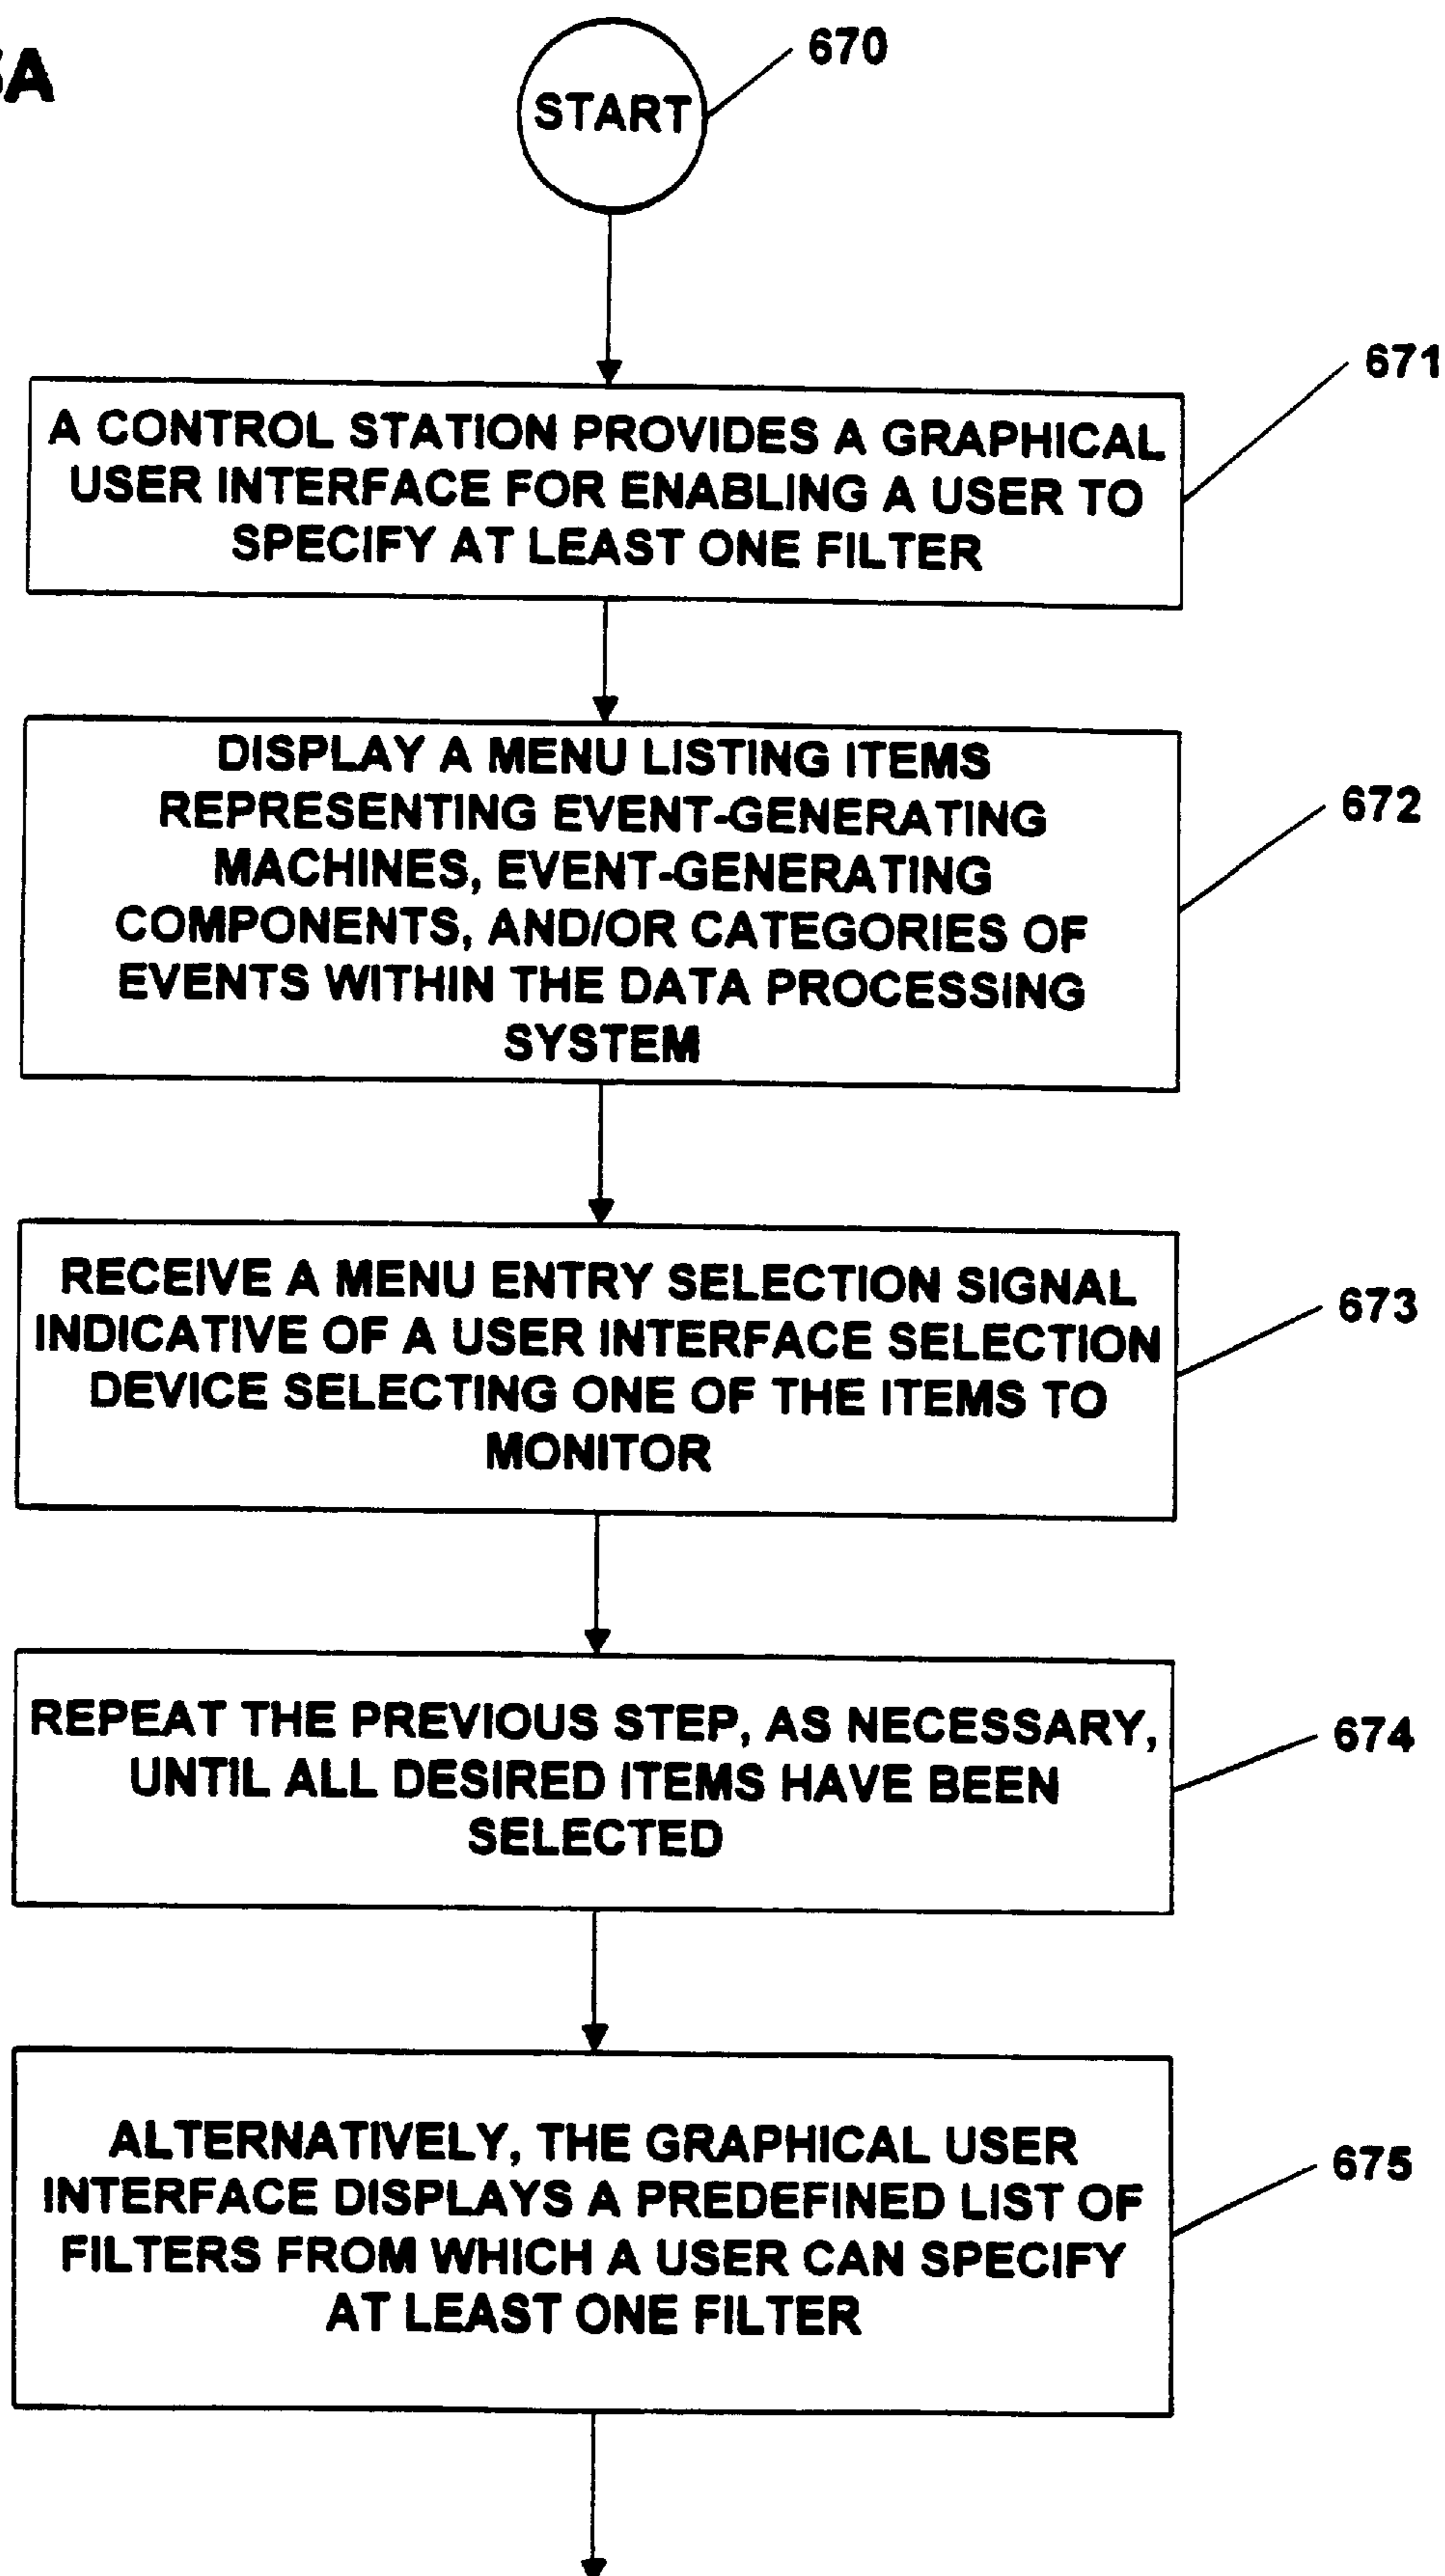 670
START
671
A CONTROL STATION PROVIDES A GRAPHICAL
USER INTERFACE FOR ENABLING A USER TO
SPECIFY AT LEAST ONE FILTER
DISPLAY A MENU LISTING ITEMS
REPRESENTING EVENT-GENERATING
MACHINES, EVENT-GENERATING
COMPONENTS, AND/OR CATEGORIES OF
EVENTS WITHIN THE DATA PROCESSING
SYSTEM
672
RECEIVE A MENU ENTRY SELECTION SIGNAL
INDICATIVE OF A USER INTERFACE SELECTION
DEVICE SELECTING ONE OF THE ITEMS TO
MONITOR
673
REPEAT THE PREVIOUS STEP, AS NECESSARY,
UNTIL ALL DESIRED ITEMS HAVE BEEN
SELECTED
674
ALTERNATIVELY, THE GRAPHICAL USER
INTERFACE DISPLAYS A PREDEFINED LIST OF
FILTERS FROM WHICH A USER CAN SPECIFY
AT LEAST ONE FILTER
675